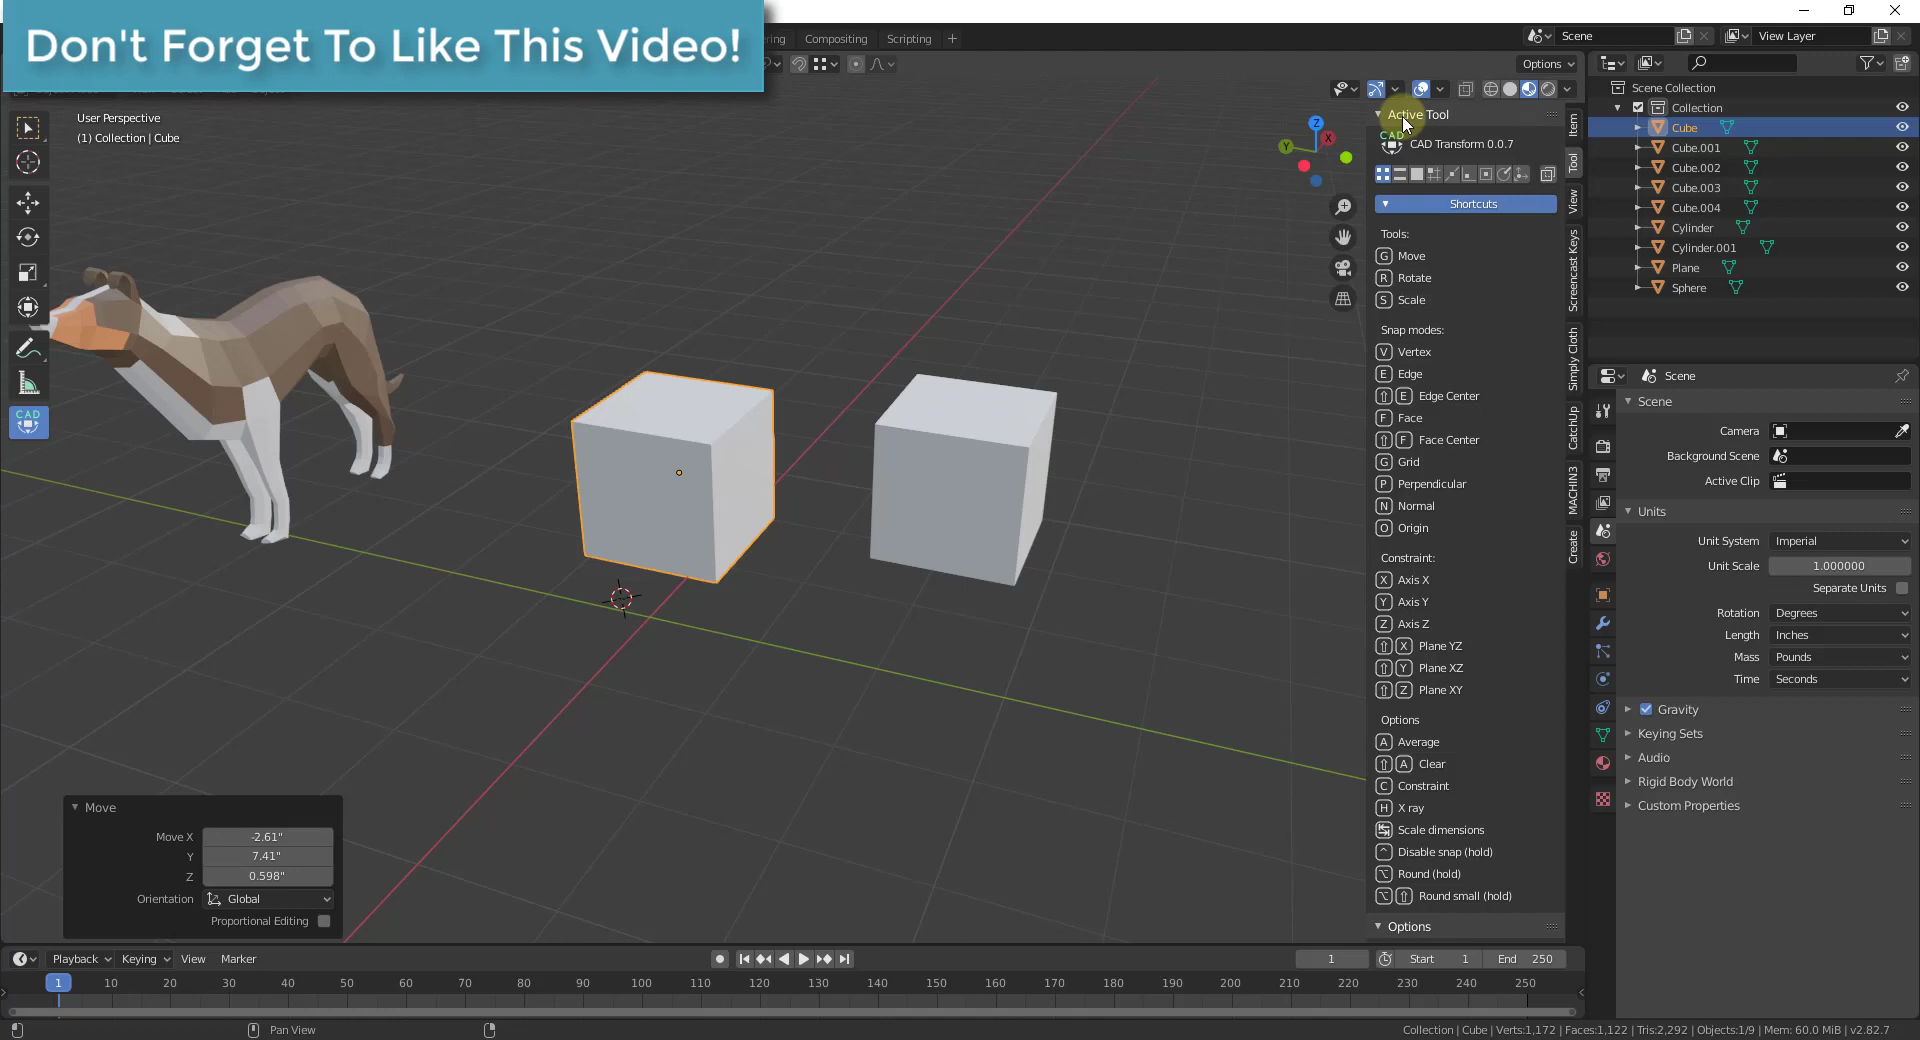 Don't Forget To Like This Video!
Compositing
Scripting
Scene
View Layer
Options
User Perspective
(1) Collection | Cube
CAD
Z
X
Y
Active Tool
CAD
CAD Transform 0.0.7
Shortcuts
Tools:
G Move
R Rotate
S Scale
Snap modes:
V Vertex
E Edge
E Edge Center
F Face
F Face Center
G Grid
P Perpendicular
N Normal
O Origin
Constraint:
X Axis X
Y Axis Y
Z Axis Z
X Plane YZ
Y Plane XZ
Z Plane XY
Options
A Average
A Clear
C Constraint
H X ray
Scale dimensions
Disable snap (hold)
Round (hold)
Round small (hold)
Options
Item
Tool
View
Screencast Keys
Simply Cloth
CatchUp
MACHIN3
Create
Scene Collection
Collection
Cube
Cube.001
Cube.002
Cube.003
Cube.004
Cylinder
Cylinder.001
Plane
Sphere
Scene
Scene
Camera
Background Scene
Active Clip
Units
Unit System Imperial
Unit Scale 1.000000
Separate Units
Rotation Degrees
Length Inches
Mass Pounds
Time Seconds
Gravity
Keying Sets
Audio
Rigid Body World
Custom Properties
Move
Move X -2.61"
Y 7.41"
Z 0.598"
Orientation Global
Proportional Editing
Playback Keying View Marker
1 Start 1 End 250
1 10 20 30 40 50 60 70 80 90 100 110 120 130 140 150 160 170 180 190 200 210 220 230 240 250
Pan View
Collection | Cube | Verts:1,172 | Faces:1,122 | Tris:2,292 | Objects:1/9 | Mem: 60.0 MiB | v2.82.7